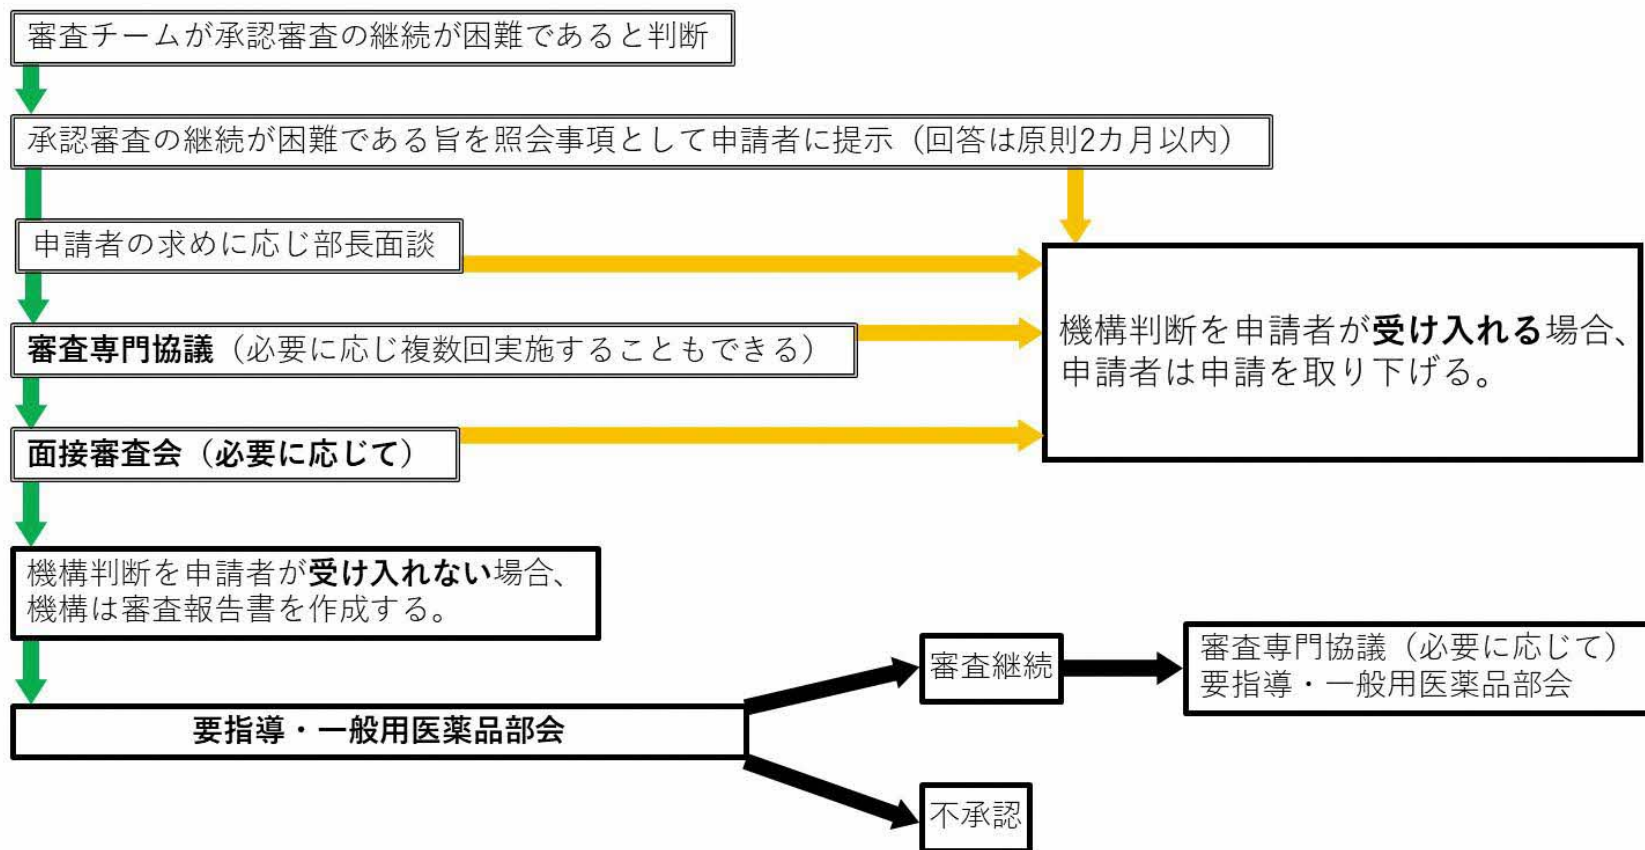 審査チームが承認審査の継続が困難であると判断
承認審査の継続が困難である旨を照会事項として申請者に提示（回答は原則2カ月以内）
申請者の求めに応じ部長面談
審査専門協議（必要に応じ複数回実施することもできる）
面接審査会（必要に応じて）
機構判断を申請者が受け入れる場合、
申請者は申請を取り下げる。
機構判断を申請者が受け入れない場合、
機構は審査報告書を作成する。
要指導・一般用医薬品部会
審査継続
審査専門協議（必要に応じて）
要指導・一般用医薬品部会
不承認